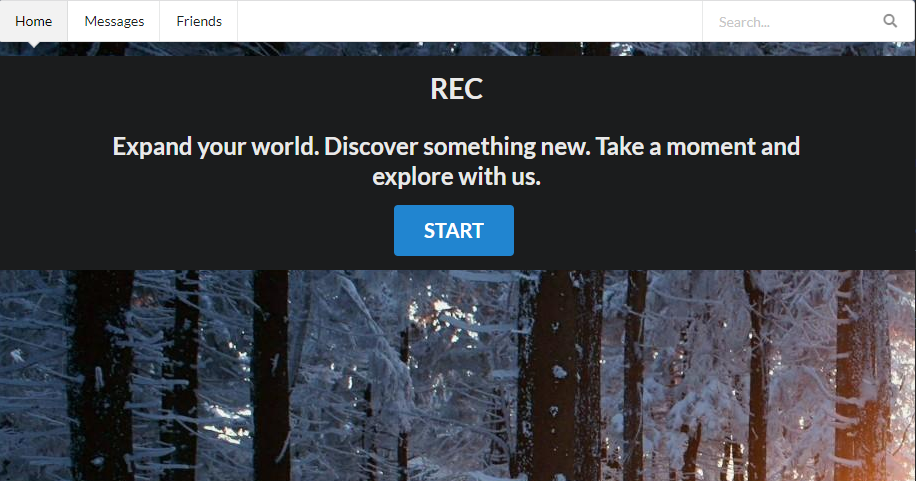 Home Messages Friends Search...
REC
Expand your world. Discover something new. Take a moment and
explore with us.
START